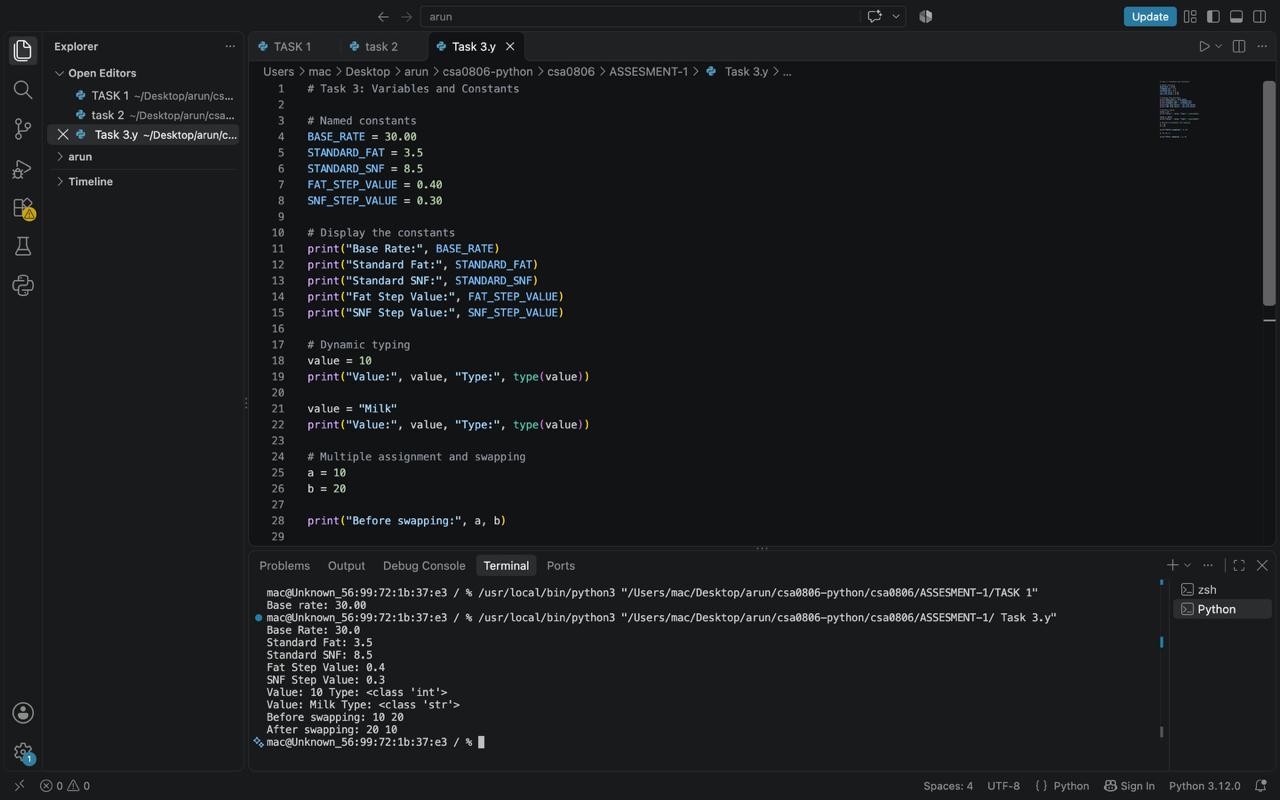 arun
Update
Explorer
Open Editors
TASK 1 ~/Desktop/arun/cs...
task 2 ~/Desktop/arun/csa...
Task 3.y ~/Desktop/arun/c...
arun
Timeline
TASK 1
task 2
Task 3.y
Users > mac > Desktop > arun > csa0806-python > csa0806 > ASSESMENT-1 > Task 3.y > ...
1 # Task 3: Variables and Constants
2
3 # Named constants
4 BASE_RATE = 30.00
5 STANDARD_FAT = 3.5
6 STANDARD_SNF = 8.5
7 FAT_STEP_VALUE = 0.40
8 SNF_STEP_VALUE = 0.30
9
10 # Display the constants
11 print("Base Rate:", BASE_RATE)
12 print("Standard Fat:", STANDARD_FAT)
13 print("Standard SNF:", STANDARD_SNF)
14 print("Fat Step Value:", FAT_STEP_VALUE)
15 print("SNF Step Value:", SNF_STEP_VALUE)
16
17 # Dynamic typing
18 value = 10
19 print("Value:", value, "Type:", type(value))
20
21 value = "Milk"
22 print("Value:", value, "Type:", type(value))
23
24 # Multiple assignment and swapping
25 a = 10
26 b = 20
27
28 print("Before swapping:", a, b)
29
Problems Output Debug Console Terminal Ports
mac@Unknown_56:99:72:1b:37:e3 / % /usr/local/bin/python3 "/Users/mac/Desktop/arun/csa0806-python/csa0806/ASSESMENT-1/TASK 1"
Base rate: 30.00
mac@Unknown_56:99:72:1b:37:e3 / % /usr/local/bin/python3 "/Users/mac/Desktop/arun/csa0806-python/csa0806/ASSESMENT-1/ Task 3.y"
Base Rate: 30.0
Standard Fat: 3.5
Standard SNF: 8.5
Fat Step Value: 0.4
SNF Step Value: 0.3
Value: 10 Type: <class 'int'>
Value: Milk Type: <class 'str'>
Before swapping: 10 20
After swapping: 20 10
mac@Unknown_56:99:72:1b:37:e3 / %
zsh
Python
1
0 0
Spaces: 4 UTF-8 { } Python Sign In Python 3.12.0